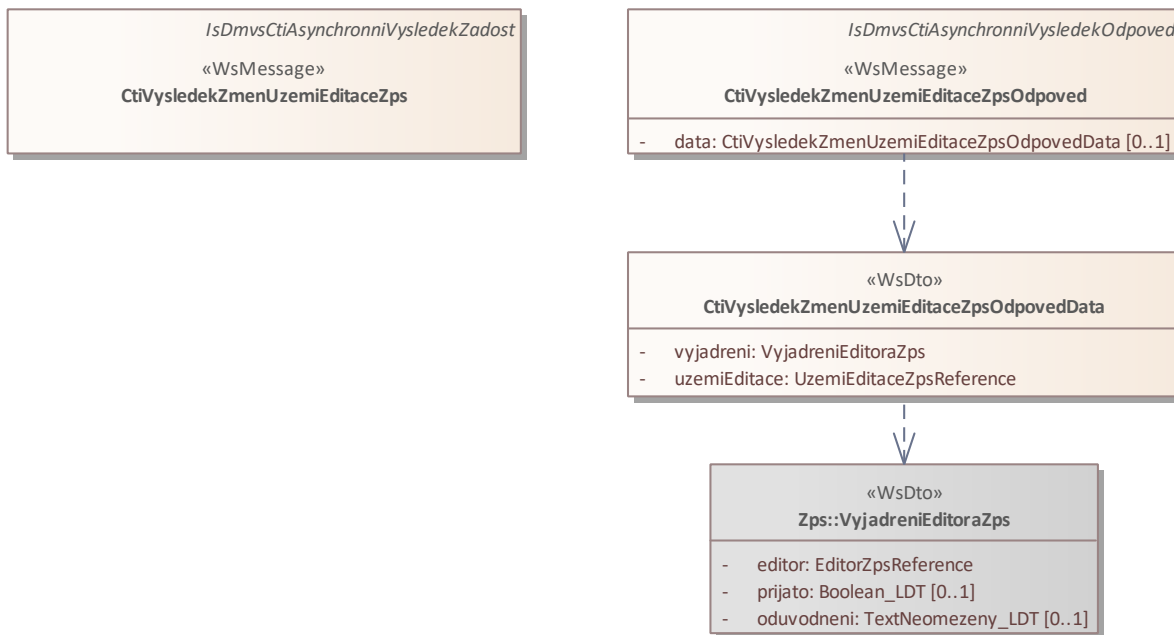 IsDmvsCtiAsynchronniVysledekZadost
«WsMessage»
CtiVysledekZmenUzemiEditaceZps
IsDmvsCtiAsynchronniVysledekOdpoved
«WsMessage»
CtiVysledekZmenUzemiEditaceZpsOdpoved
- data: CtiVysledekZmenUzemiEditaceZpsOdpovedData [0..1]
«WsDto»
CtiVysledekZmenUzemiEditaceZpsOdpovedData
- vyjadreni: VyjadreniEditoraZps
- uzemiEditace: UzemiEditaceZpsReference
«WsDto»
Zps::VyjadreniEditoraZps
- editor: EditorZpsReference
- prijato: Boolean_LDT [0..1]
- oduvodneni: TextNeomezeny_LDT [0..1]